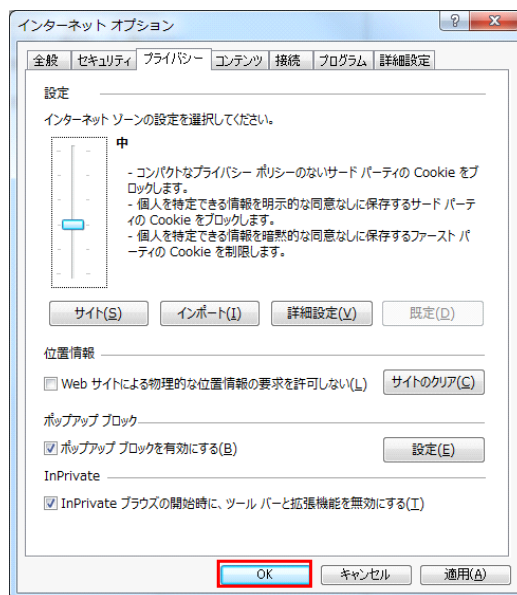 インターネット オプション
全般 セキュリティ プライバシー コンテンツ 接続 プログラム 詳細設定
設定
インターネット ゾーンの設定を選択してください。
中
- コンパクトなプライバシー ポリシーのないサード パーティの Cookie をブ
ロックします。
- 個人を特定できる情報を明示的な同意なしに保存するサード パーテ
ィの Cookie をブロックします。
- 個人を特定できる情報を暗黙的な同意なしに保存するファースト パ
ーティの Cookie を制限します。
サイト(S) インポート(I) 詳細設定(V) 既定(D)
位置情報
Web サイトによる物理的な位置情報の要求を許可しない(L) サイトのクリア(C)
ポップアップ ブロック
ポップアップ ブロックを有効にする(B) 設定(E)
InPrivate
InPrivate ブラウズの開始時に、ツール バーと拡張機能を無効にする(T)
OK キャンセル 適用(A)